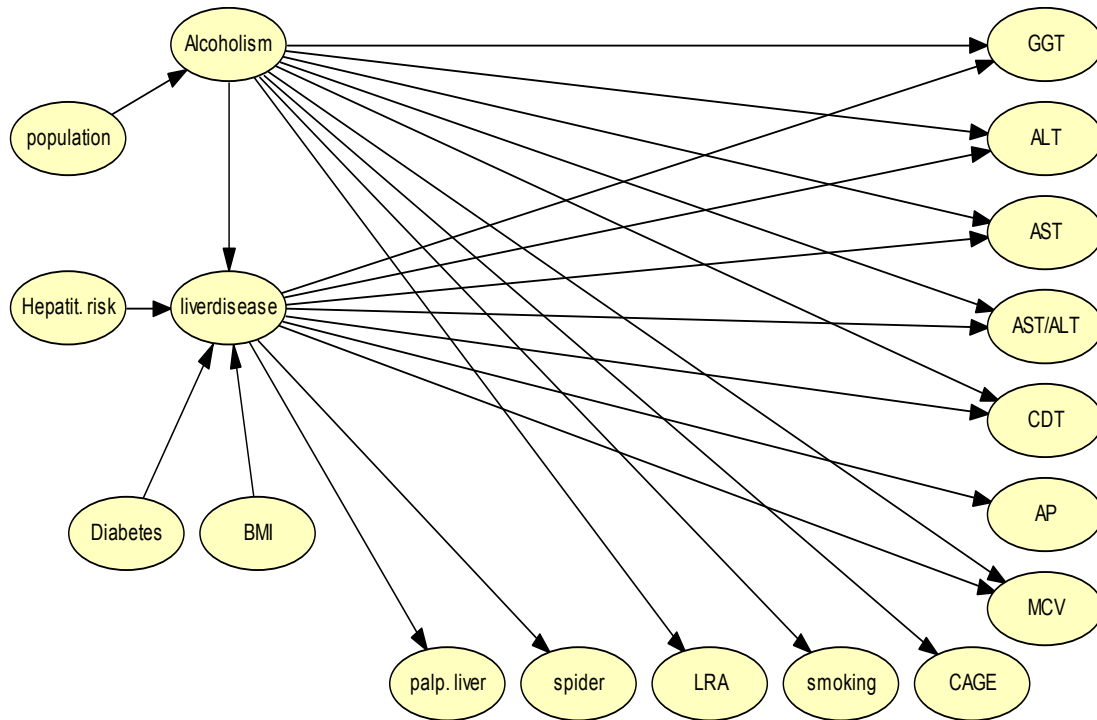 Alcoholism
GGT
population
ALT
AST
Hepatit. risk
liverdisease
AST/ALT
CDT
Diabetes
BMI
AP
MCV
palp. liver
spider
LRA
smoking
CAGE